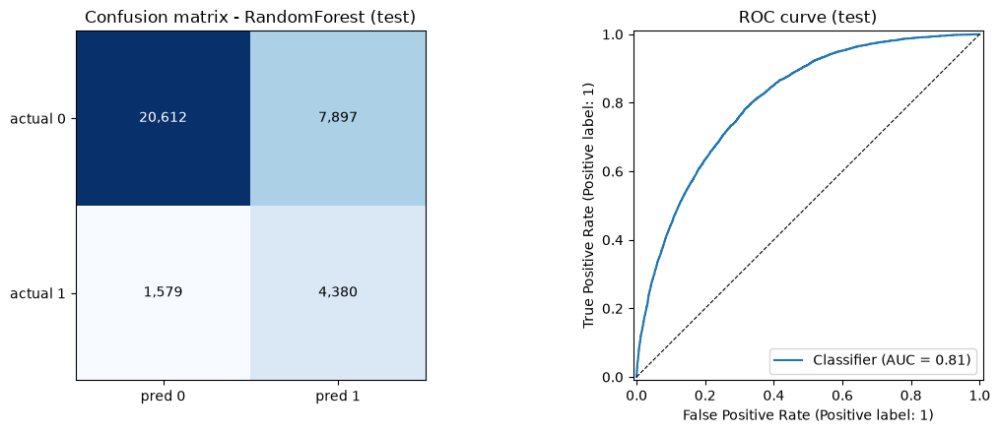 Confusion matrix - RandomForest (test)
actual 0
20,612
7,897
actual 1
1,579
4,380
pred 0
pred 1
ROC curve (test)
True Positive Rate (Positive label: 1)
1.0
0.8
0.6
0.4
0.2
0.0
0.0
0.2
0.4
0.6
0.8
1.0
Classifier (AUC = 0.81)
False Positive Rate (Positive label: 1)